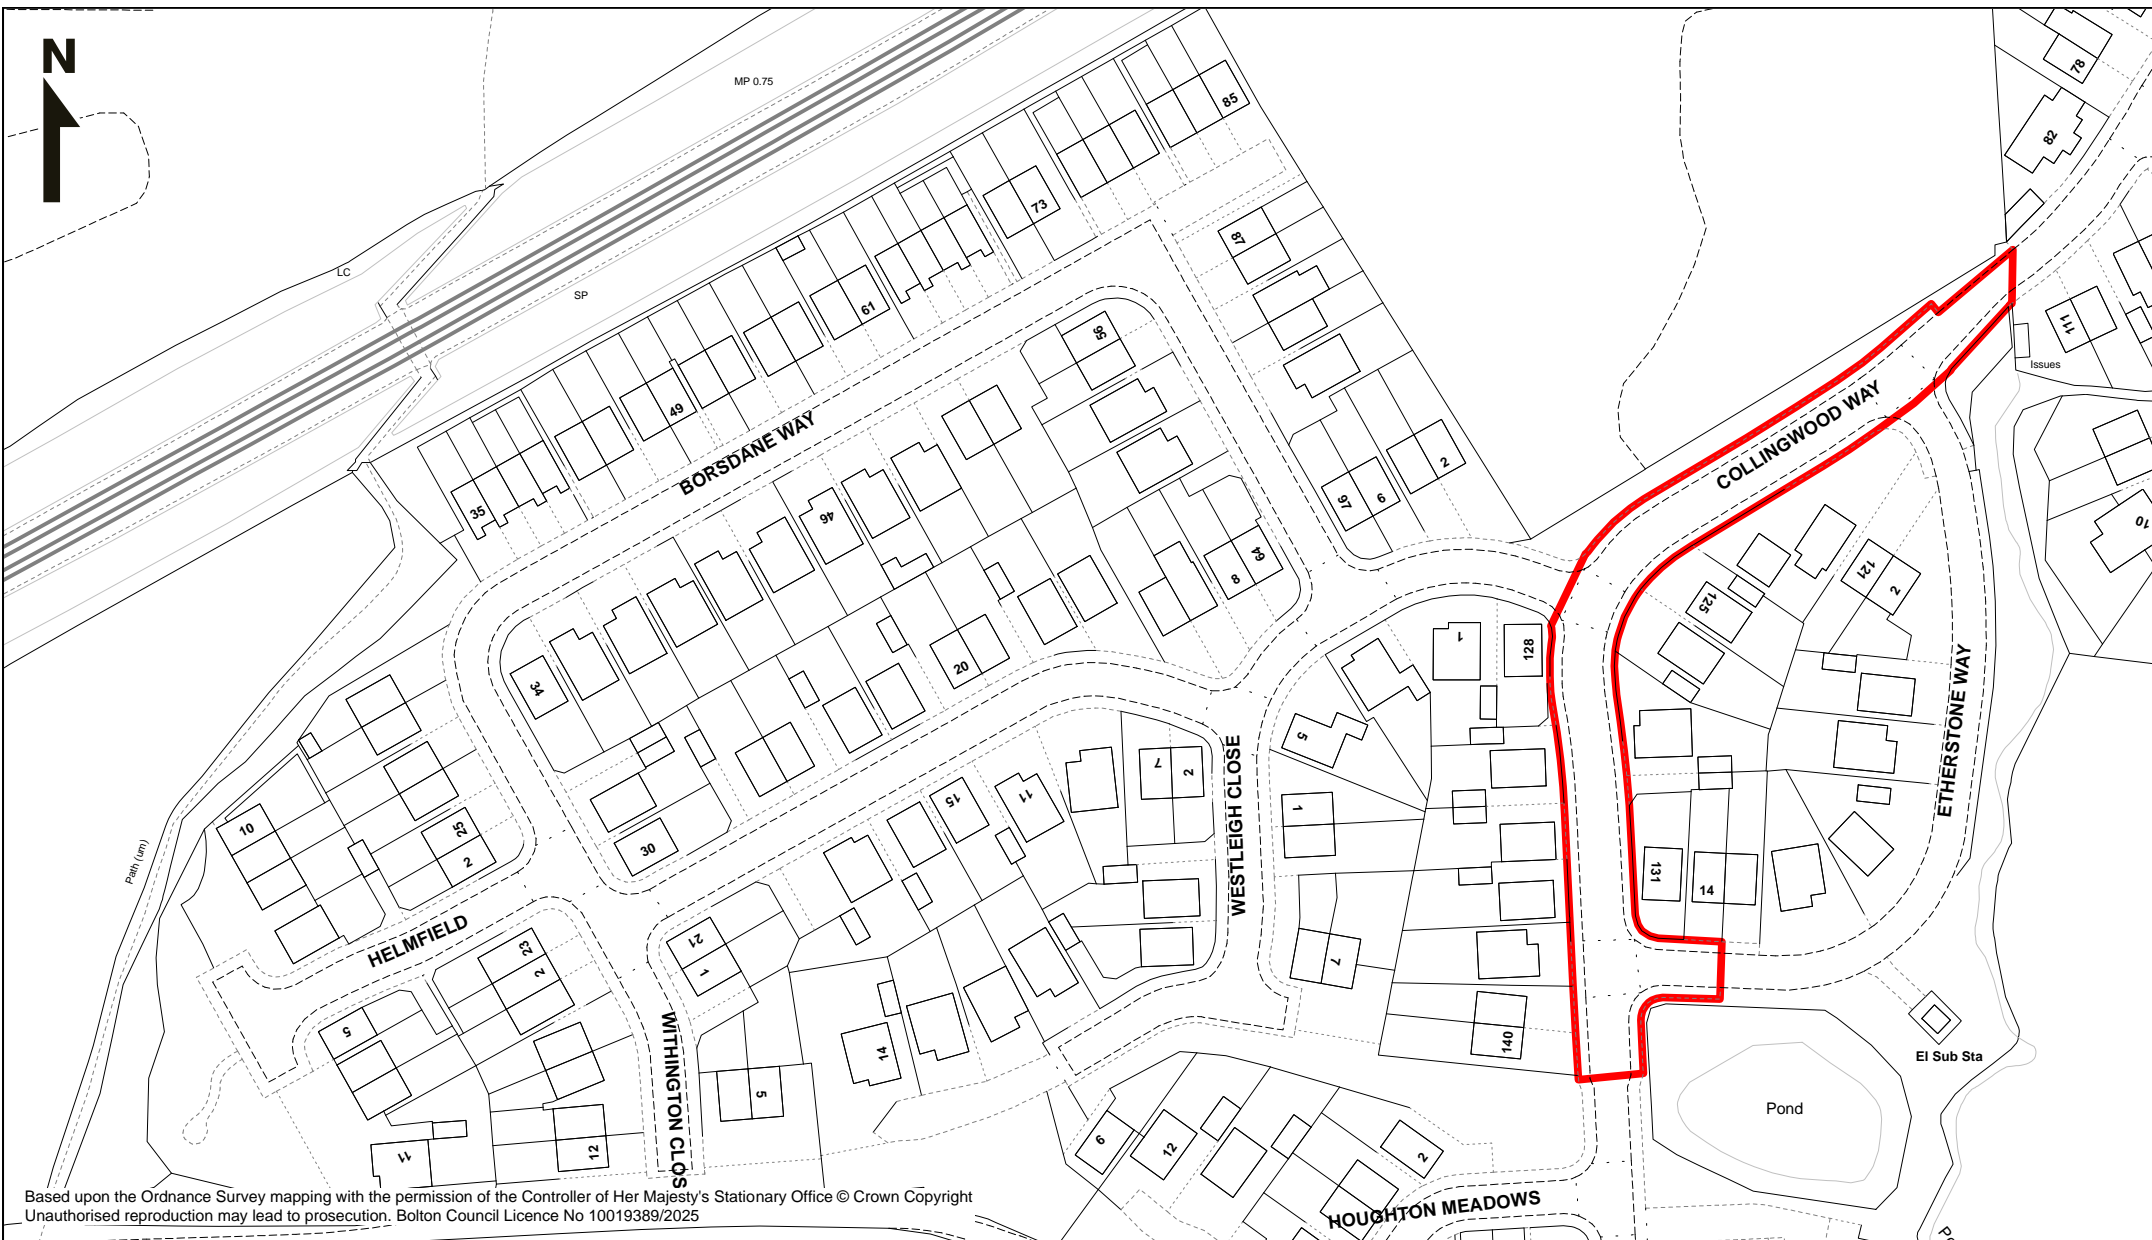 N
MP 0.75
LC
SP
78
82
85
73
87
61
56
49
35
46
34
20
97
6
2
8
64
111
Issues
10
BORSDANE WAY
COLLINGWOOD WAY
121
2
125
128
1
5
ETHERSTONE WAY
WESTLEIGH CLOSE
1
7
2
11
15
30
25
2
10
Path (um)
HELMFIELD
23
2
21
1
5
14
7
131
14
140
El Sub Sta
Pond
WITHINGTON CLOS
5
12
11
6
12
2
HOUGHTON MEADOWS
Based upon the Ordnance Survey mapping with the permission of the Controller of Her Majesty's Stationary Office © Crown Copyright
Unauthorised reproduction may lead to prosecution. Bolton Council Licence No 10019389/2025